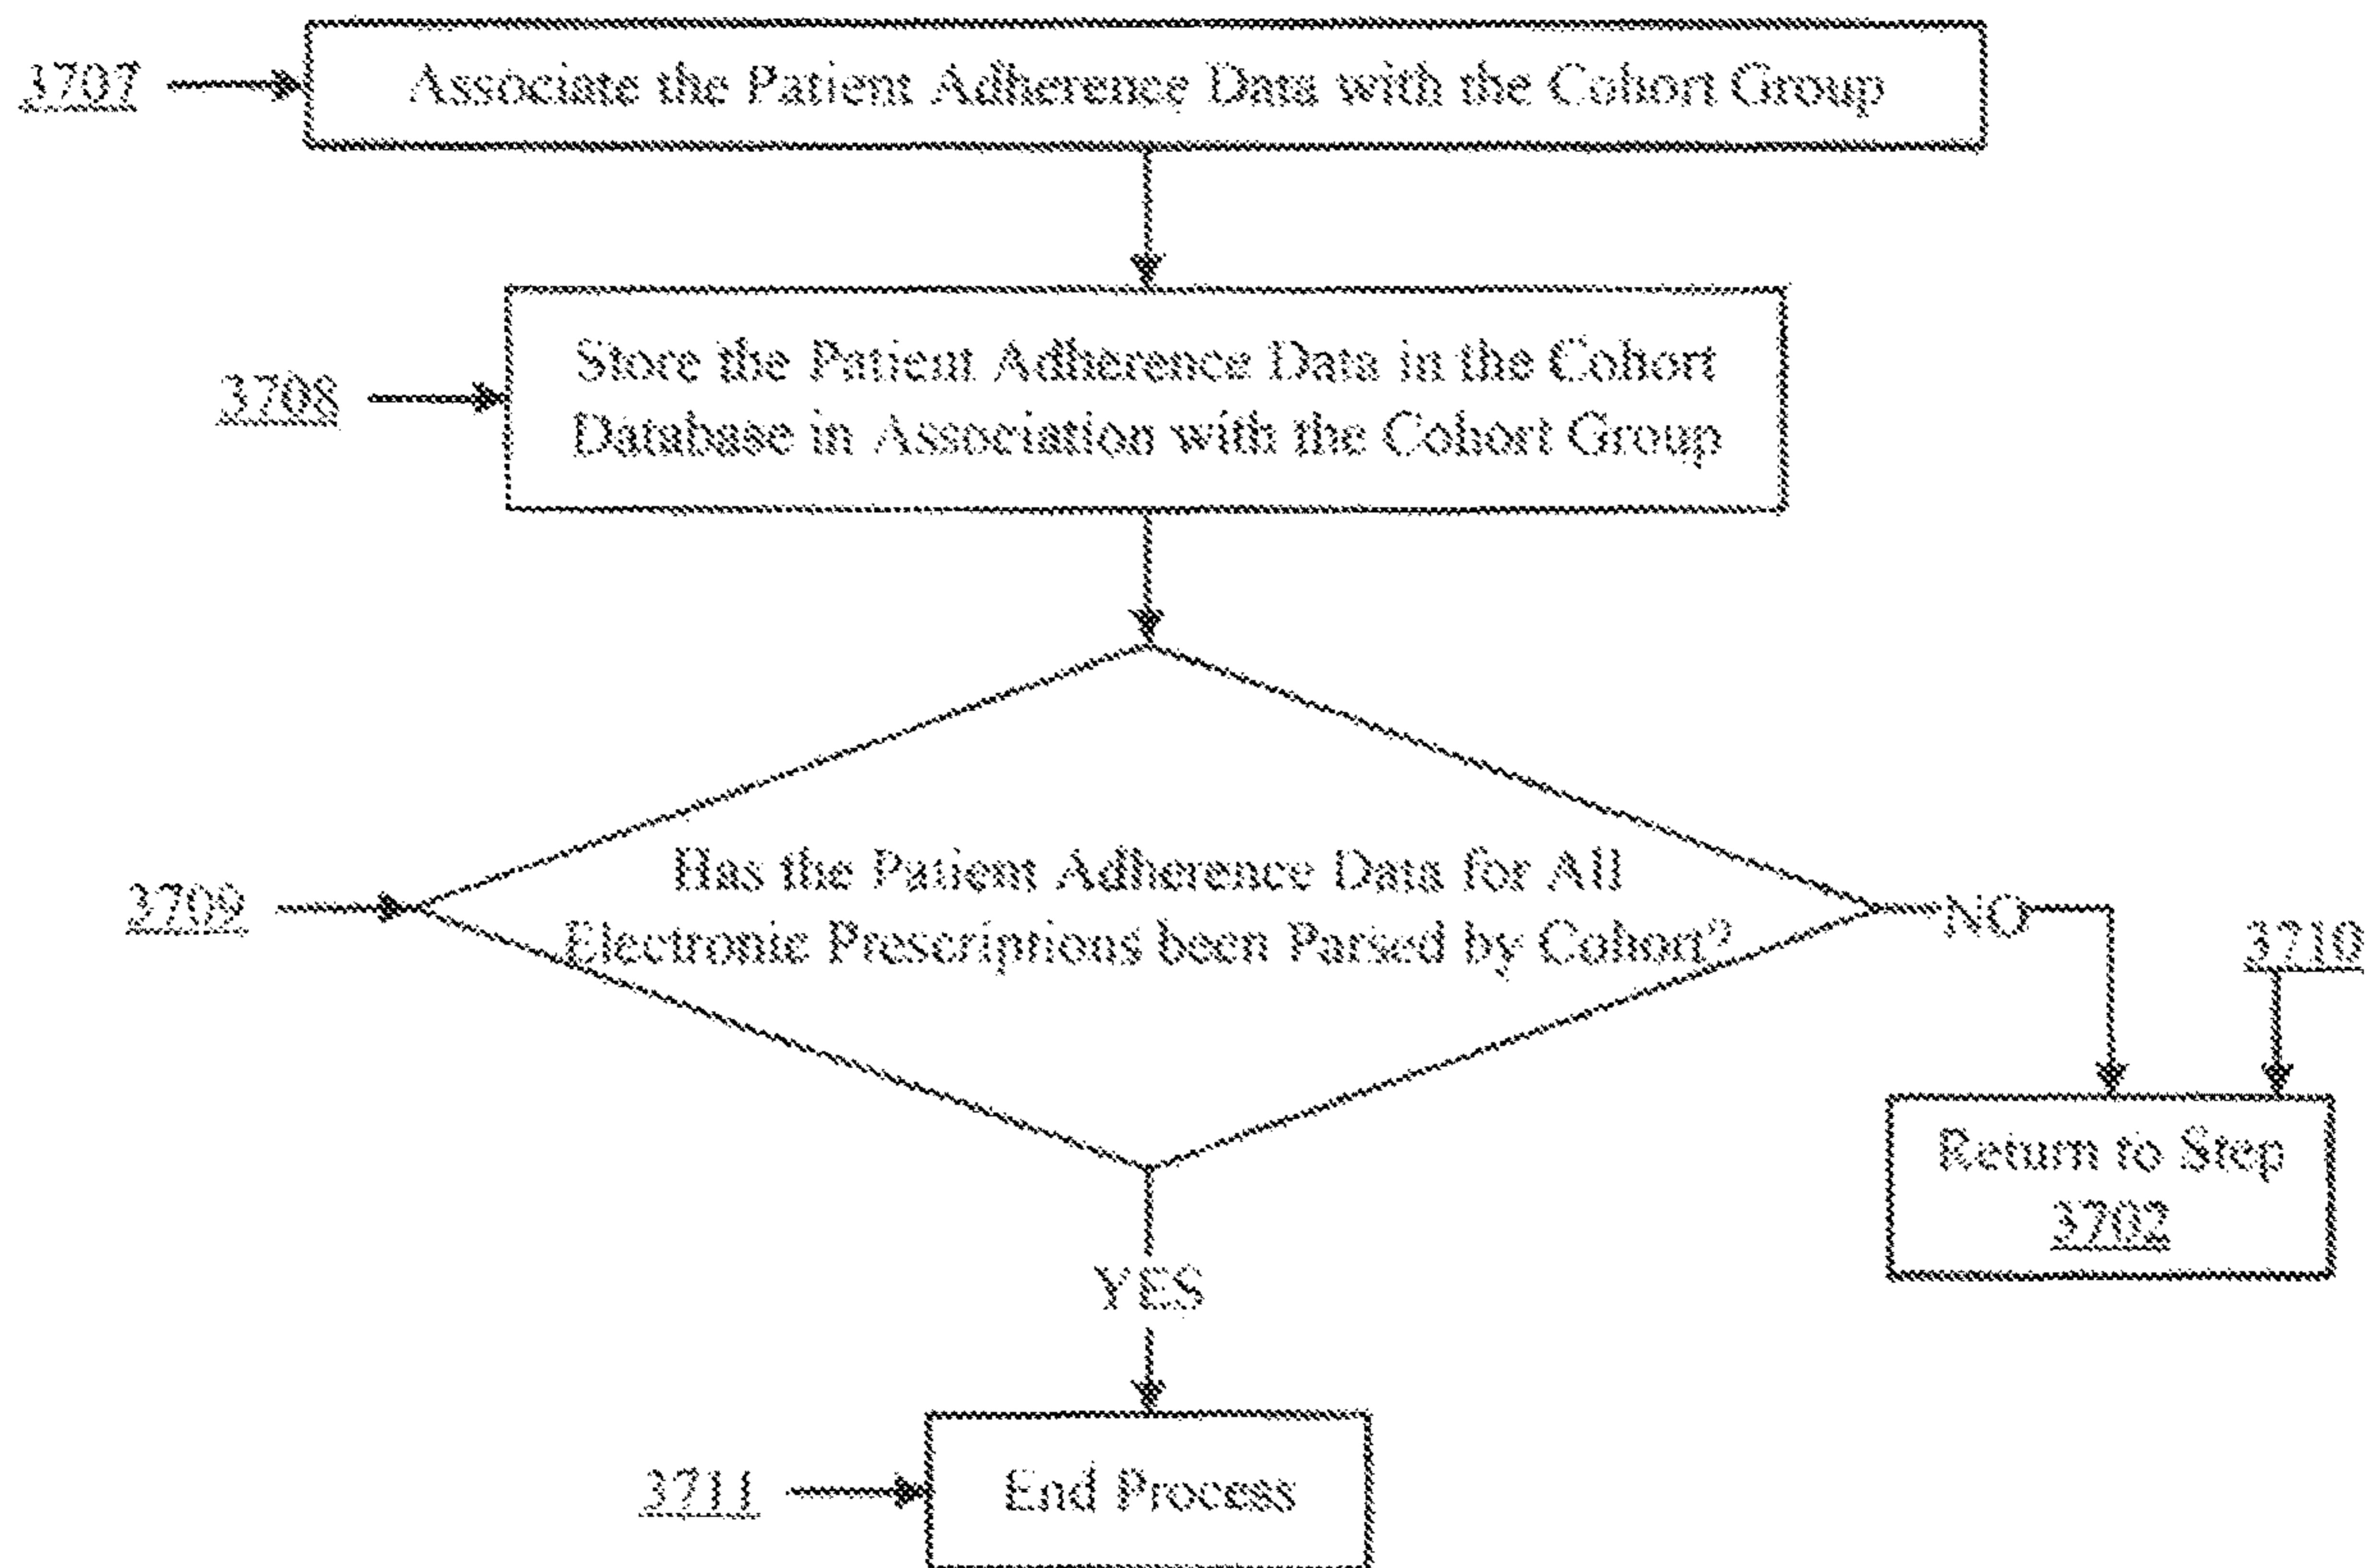 3707
Associate the Patient Adherence Data with the Cohort Group
3708
Store the Patient Adherence Data in the Cohort
Database in Association with the Cohort Group
3709
Has the Patient Adherence Data for All
Electronic Prescriptions been Parsed by Cohort?
NO
3710
Return to Step
3702
YES
3711
End Process